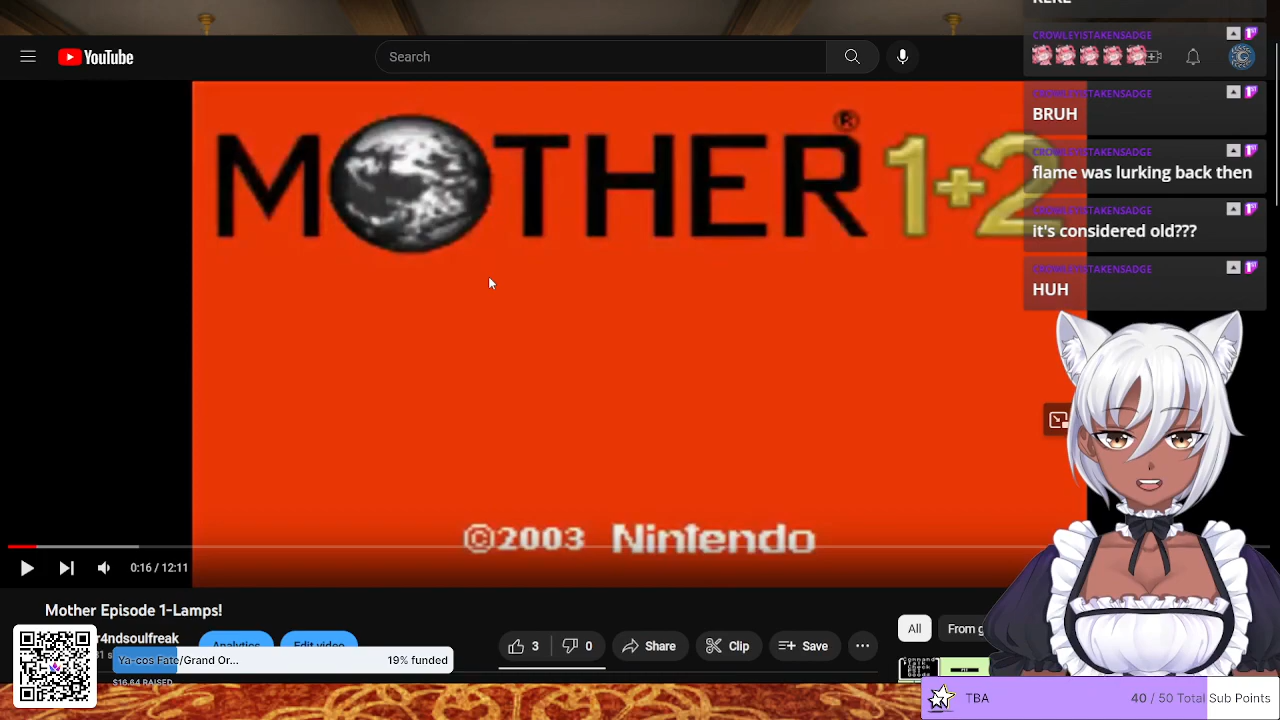 YouTube
Search
CROWLEYISTAKENSADGE
CROWLEYISTAKENSADGE
BRUH
CROWLEYISTAKENSADGE
flame was lurking back then
CROWLEYISTAKENSADGE
it's considered old???
CROWLEYISTAKENSADGE
HUH
MOTHER® 1+2
©2003 Nintendo
0:16 / 12:11
Mother Episode 1-Lamps!
r4ndsoulfreak
Analytics
Edit video
3
0
Share
Clip
Save
All
From
Ya-cos Fate/Grand Or...
19% funded
$16.64 RAISED
TBA
40 / 50 Total Sub Points